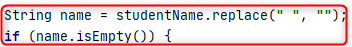 String name = studentName.replace(" ", "");
if (name.isEmpty()) {